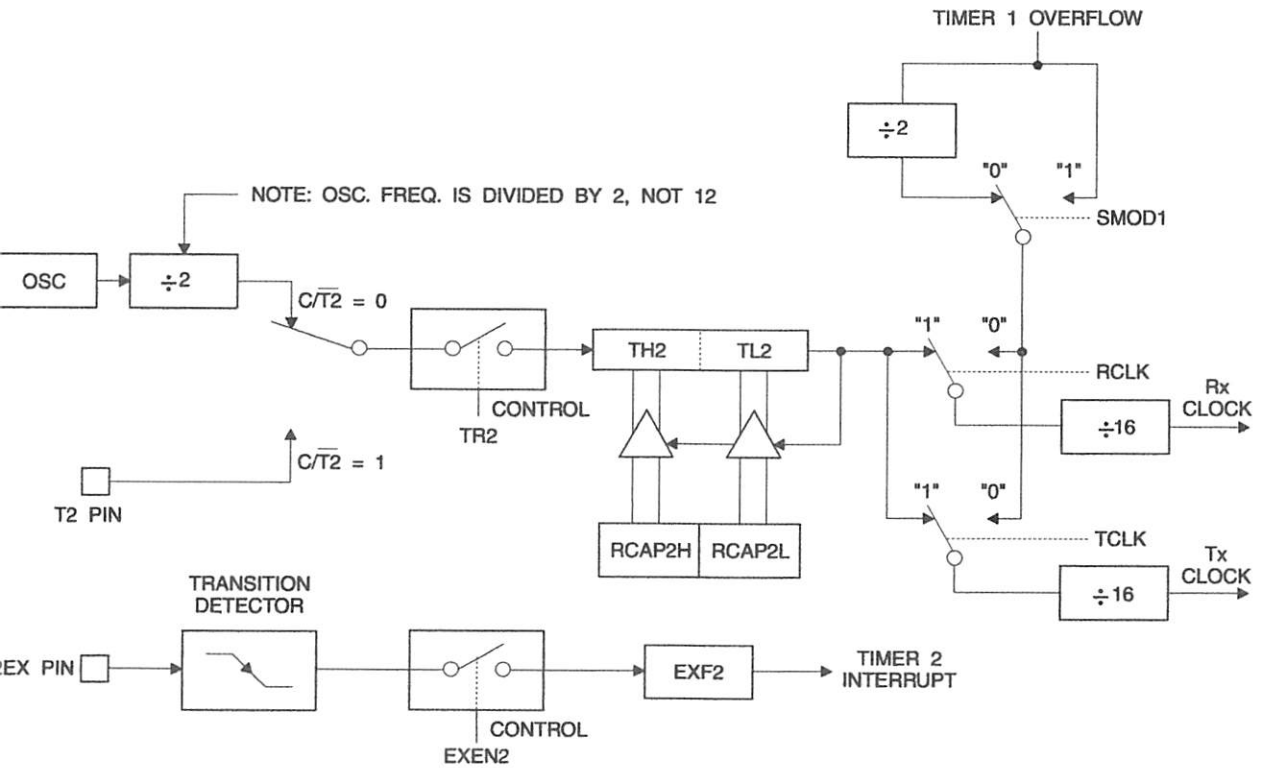 TIMER 1 OVERFLOW
÷2
"0" "1"
NOTE: OSC. FREQ. IS DIVIDED BY 2, NOT 12
SMOD1
OSC
÷2
C/T2 = 0
"1" "0"
TH2 TL2
RCLK
Rx
CLOCK
CONTROL
TR2
÷16
C/T2 = 1
"1" "0"
T2 PIN
TCLK
RCAP2H RCAP2L
Tx
CLOCK
TRANSITION
DETECTOR
÷16
2EX PIN
EXF2
TIMER 2
INTERRUPT
CONTROL
EXEN2